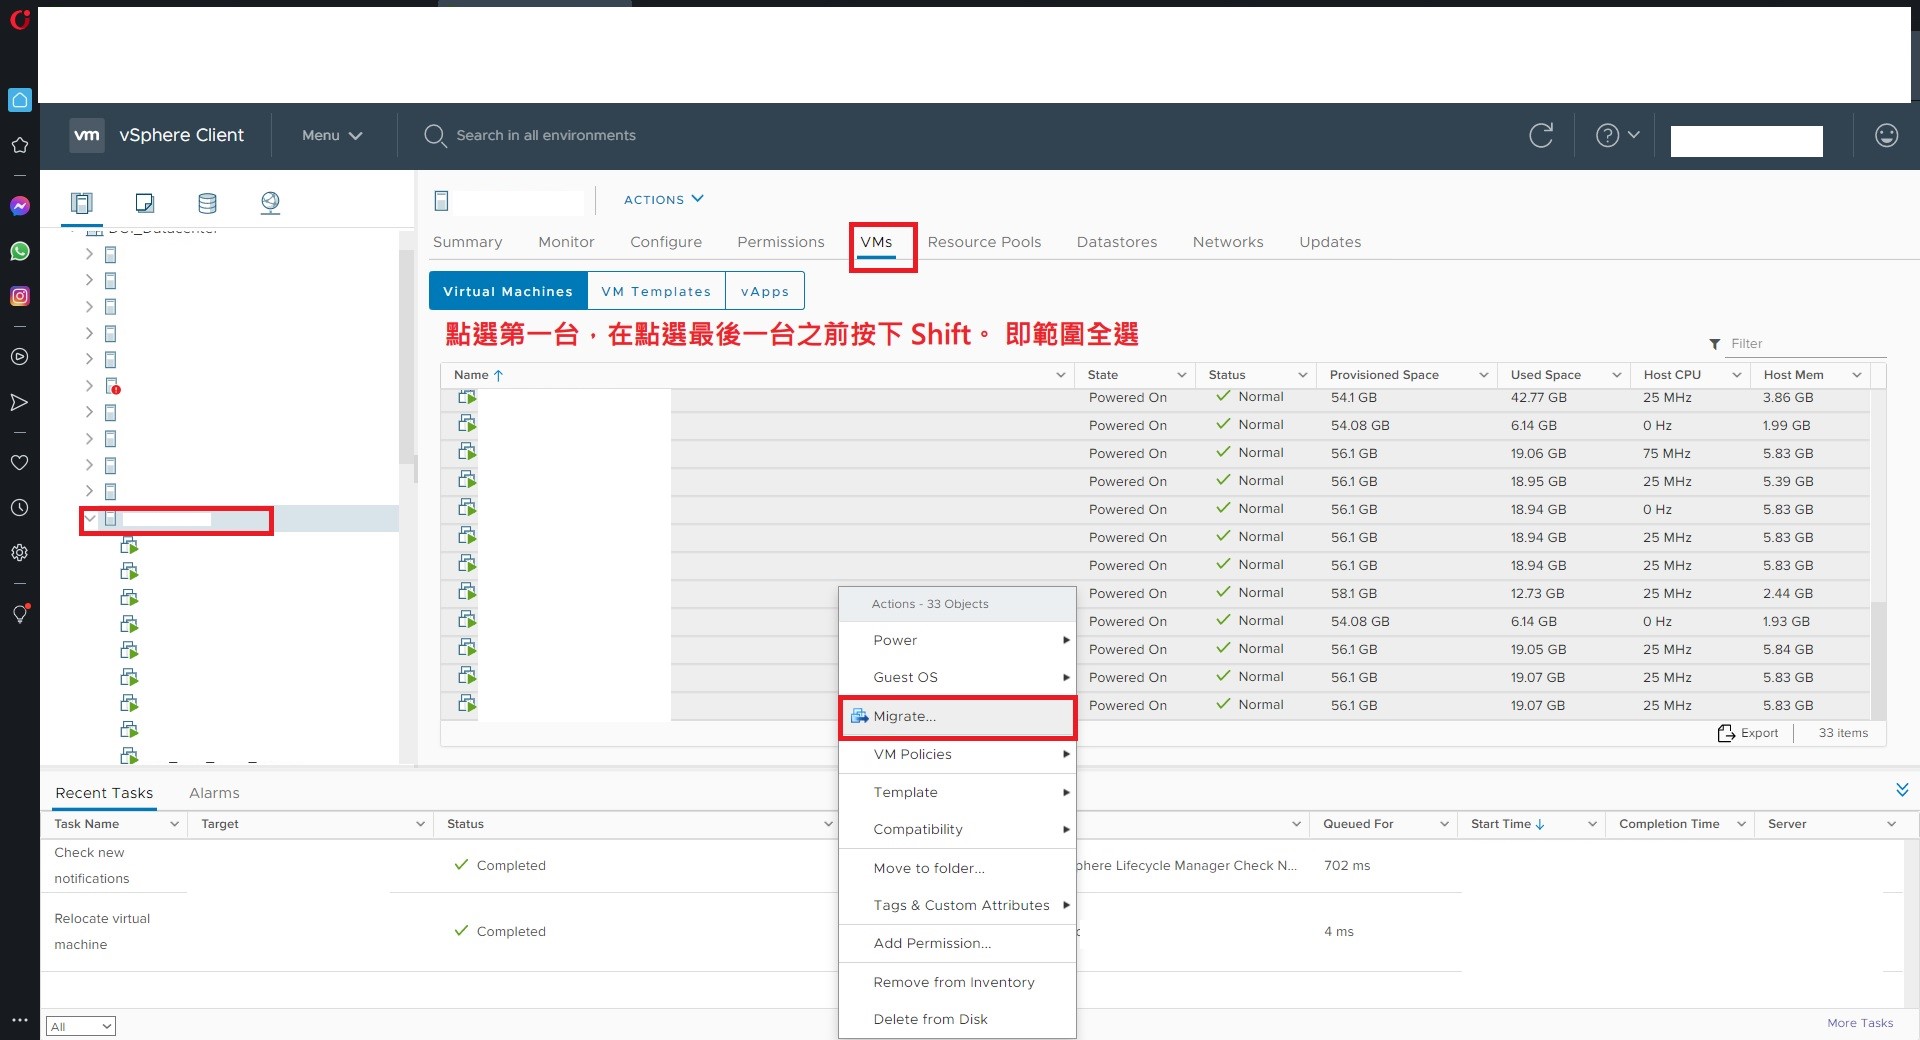 vm vSphere Client Menu Search in all environments
ACTIONS
Summary Monitor Configure Permissions VMs Resource Pools Datastores Networks Updates
Virtual Machines VM Templates vApps
點選第一台，在點選最後一台之前按下 Shift。 即範圍全選
Filter
Name State Status Provisioned Space Used Space Host CPU Host Mem
Powered On Normal 54.1 GB 42.77 GB 25 MHz 3.86 GB
Powered On Normal 54.08 GB 6.14 GB 0 Hz 1.99 GB
Powered On Normal 56.1 GB 19.06 GB 75 MHz 5.83 GB
Powered On Normal 56.1 GB 18.95 GB 25 MHz 5.39 GB
Powered On Normal 56.1 GB 18.94 GB 0 Hz 5.83 GB
Powered On Normal 56.1 GB 18.94 GB 25 MHz 5.83 GB
Powered On Normal 56.1 GB 18.94 GB 25 MHz 5.83 GB
Powered On Normal 58.1 GB 12.73 GB 25 MHz 2.44 GB
Powered On Normal 54.08 GB 6.14 GB 0 Hz 1.93 GB
Powered On Normal 56.1 GB 19.05 GB 25 MHz 5.84 GB
Powered On Normal 56.1 GB 19.07 GB 25 MHz 5.83 GB
Powered On Normal 56.1 GB 19.07 GB 25 MHz 5.83 GB
Export 33 items
Actions - 33 Objects
Power
Guest OS
Migrate...
VM Policies
Template
Compatibility
Move to folder...
Tags & Custom Attributes
Add Permission...
Remove from Inventory
Delete from Disk
Recent Tasks Alarms
Task Name Target Status Queued For Start Time Completion Time Server
Check new
notifications
Completed Lifecycle Manager Check N... 702 ms
Relocate virtual
machine
Completed 4 ms
All More Tasks